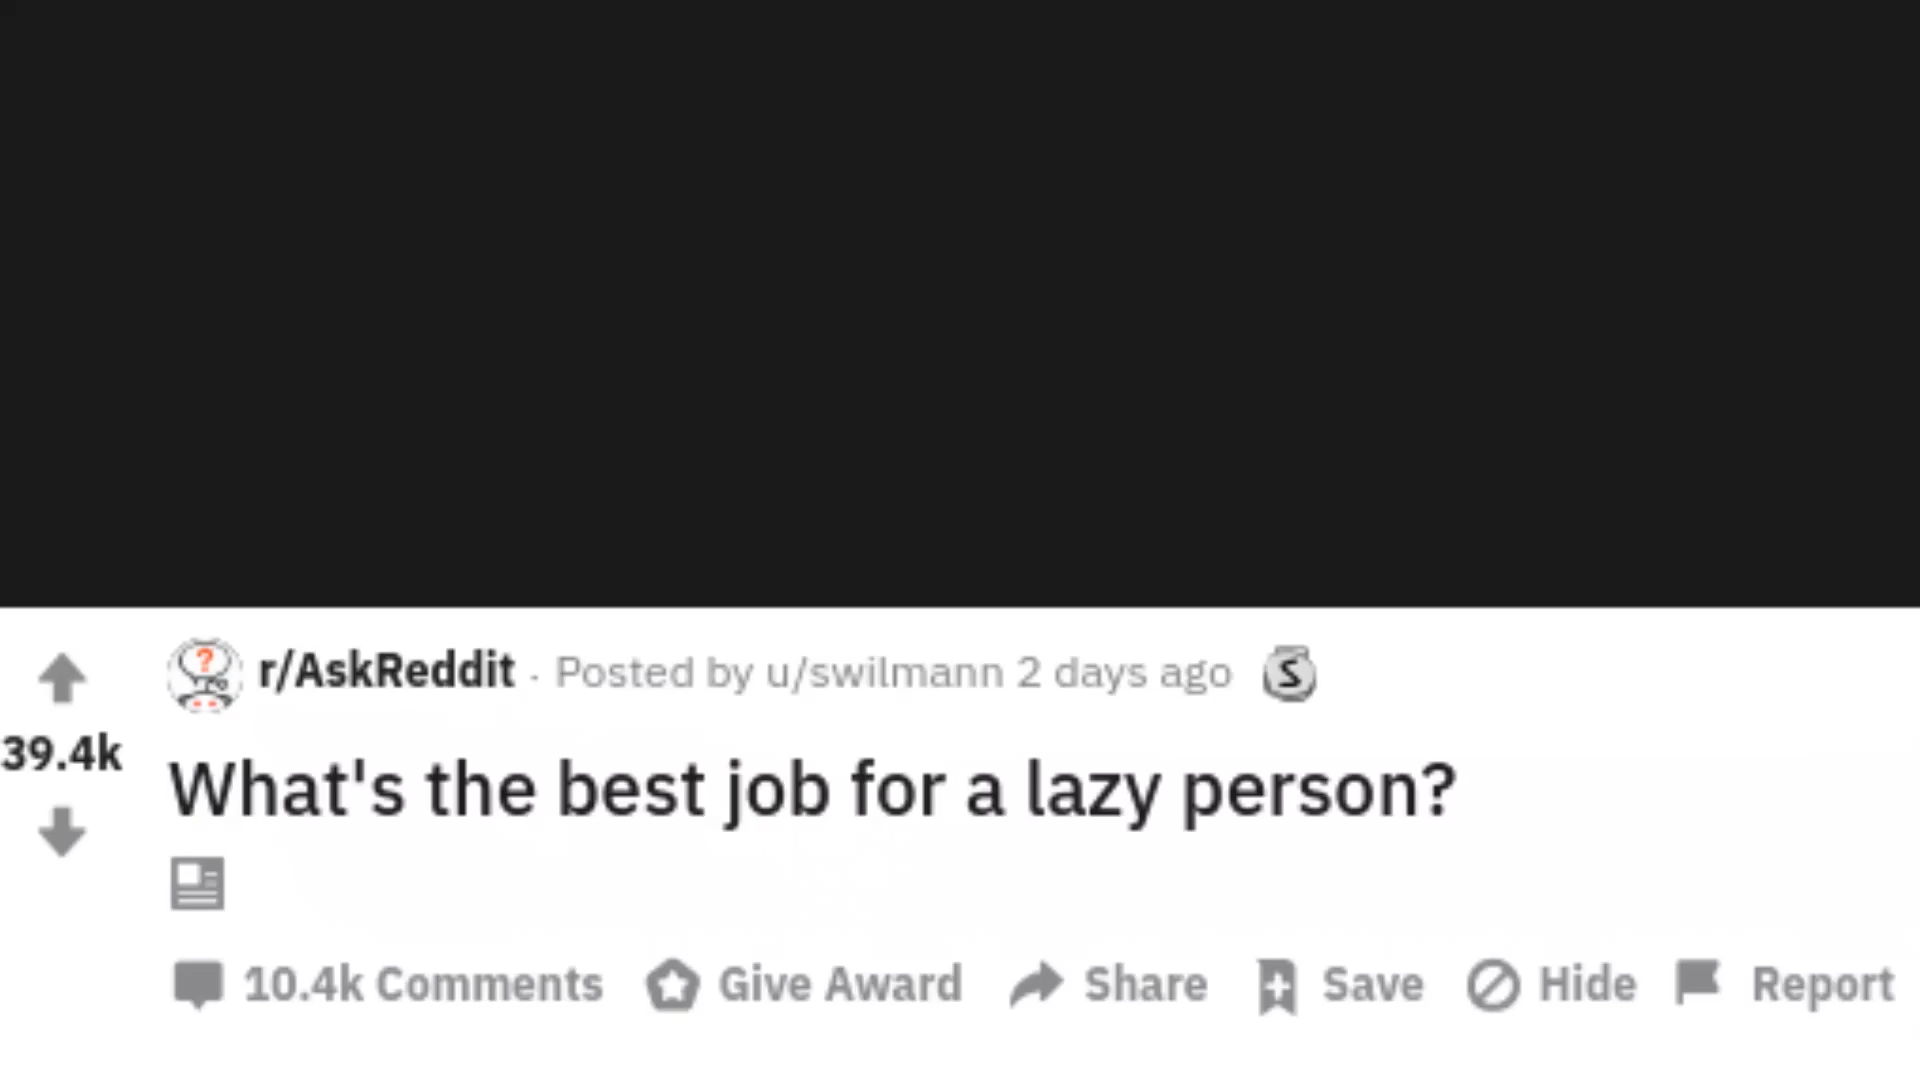 r/AskReddit · Posted by u/swilmann 2 days ago S
39.4k
What's the best job for a lazy person?
10.4k Comments Give Award Share Save Hide Report